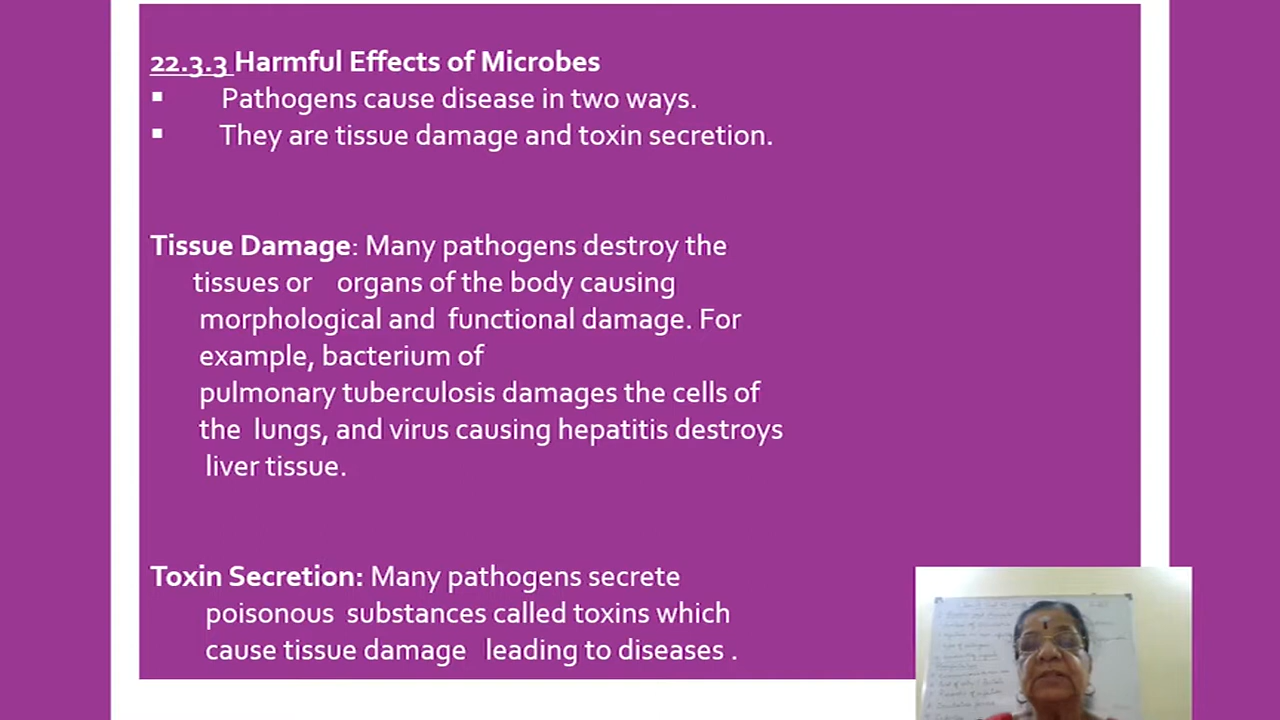 22.3.3 Harmful Effects of Microbes
▪ Pathogens cause disease in two ways.
▪ They are tissue damage and toxin secretion.
Tissue Damage: Many pathogens destroy the
tissues or organs of the body causing
morphological and functional damage. For
example, bacterium of
pulmonary tuberculosis damages the cells of
the lungs, and virus causing hepatitis destroys
liver tissue.
Toxin Secretion: Many pathogens secrete
poisonous substances called toxins which
cause tissue damage leading to diseases .